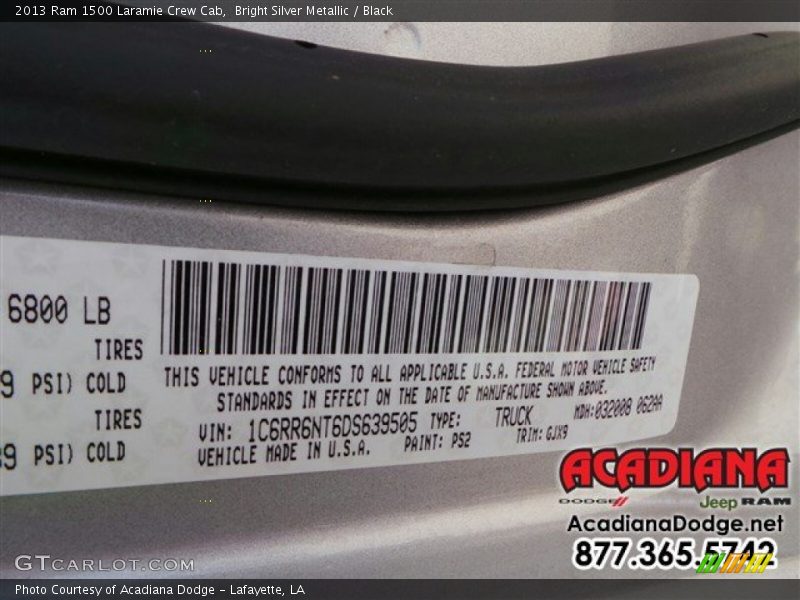 2013 Ram 1500 Laramie Crew Cab,  Bright Silver Metallic / Black
6800 LB
TIRES
9 PSI) COLD
TIRES
39 PSI) COLD
THIS VEHICLE CONFORMS TO ALL APPLICABLE U.S.A. FEDERAL MOTOR VEHICLE SAFETY
STANDARDS IN EFFECT ON THE DATE OF MANUFACTURE SHOWN ABOVE.
VIN: 1C6RR6NT6DS639505 TYPE: TRUCK MDH:032008 062AA
VEHICLE MADE IN U.S.A. PAINT: PS2 TRIM: GJX9
ACADIANA
DODGE Jeep RAM
AcadianaDodge.net
877.365.5742
GTCARLOT.COM
Photo Courtesy of Acadiana Dodge - Lafayette, LA